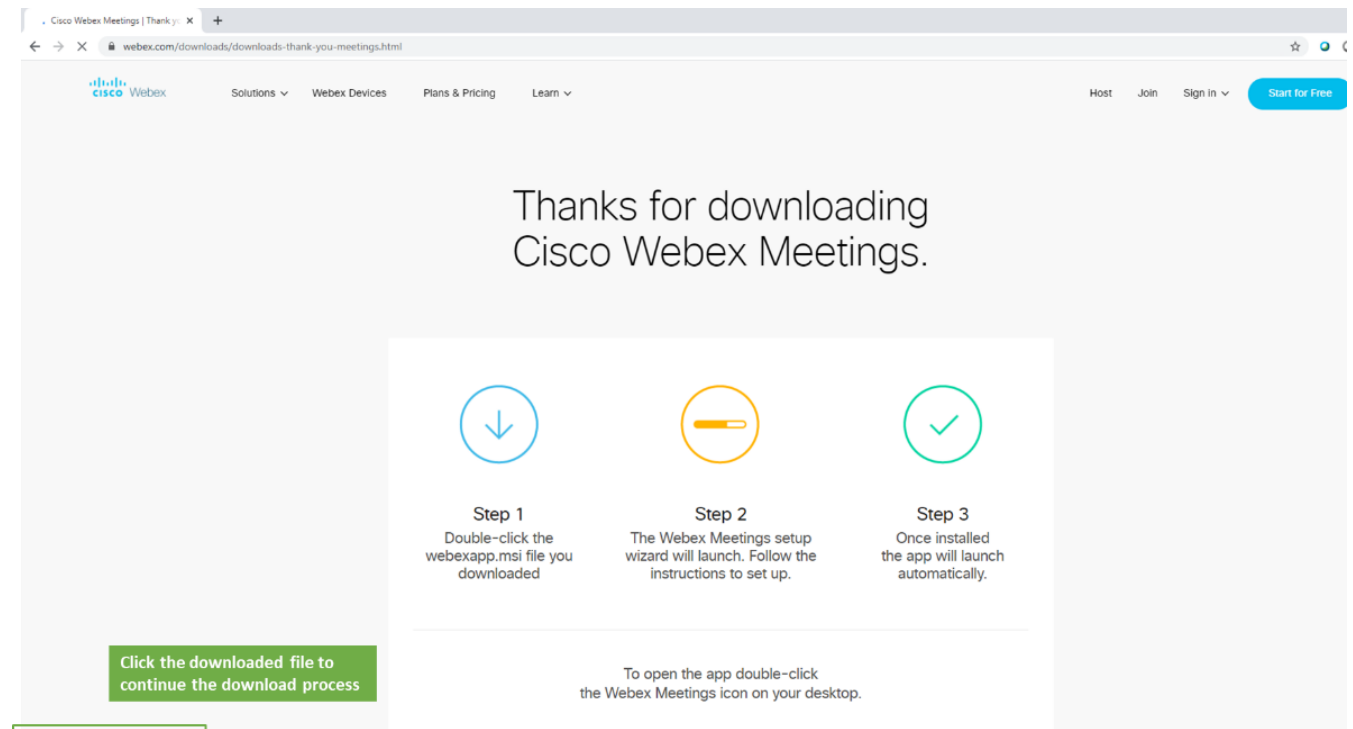 Cisco Webex Meetings | Thank y
webex.com/downloads/downloads-thank-you-meetings.html
CISCO Webex
Solutions
Webex Devices
Plans & Pricing
Learn
Host
Join
Sign in
Start for Free
Thanks for downloading
Cisco Webex Meetings.
Step 1
Double-click the
webexapp.msi file you
downloaded
Step 2
The Webex Meetings setup
wizard will launch. Follow the
instructions to set up.
Step 3
Once installed
the app will launch
automatically.
Click the downloaded file to
continue the download process
To open the app double-click
the Webex Meetings icon on your desktop.